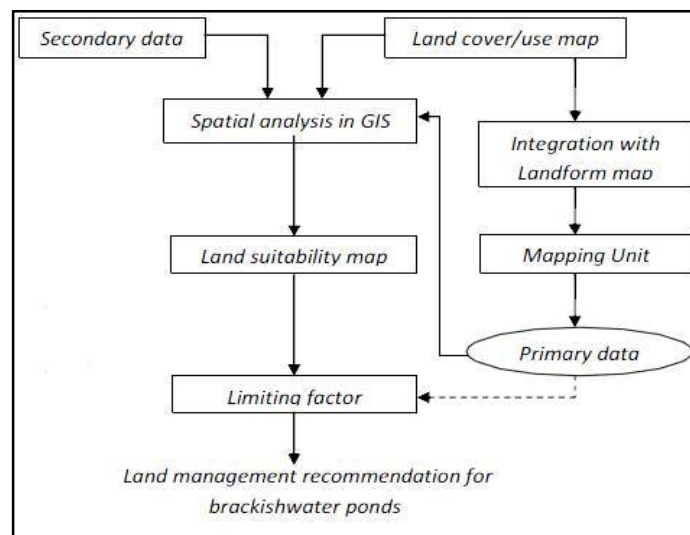 Secondary data
Land cover/use map
Spatial analysis in GIS
Integration with
Landform map
Land suitability map
Mapping Unit
Primary data
Limiting factor
Land management recommendation for
brackishwater ponds